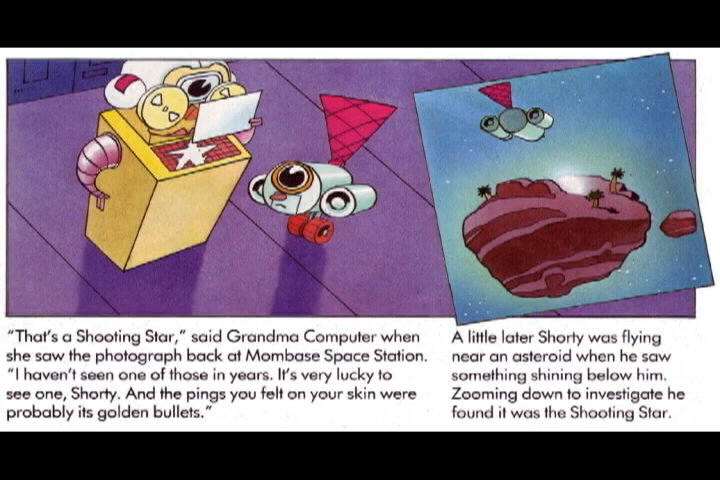 “That’s a Shooting Star,” said Grandma Computer when
she saw the photograph back at Mombase Space Station.
“I haven’t seen one of those in years. It’s very lucky to
see one, Shorty. And the pings you felt on your skin were
probably its golden bullets.”
A little later Shorty was flying
near an asteroid when he saw
something shining below him.
Zooming down to investigate he
found it was the Shooting Star.